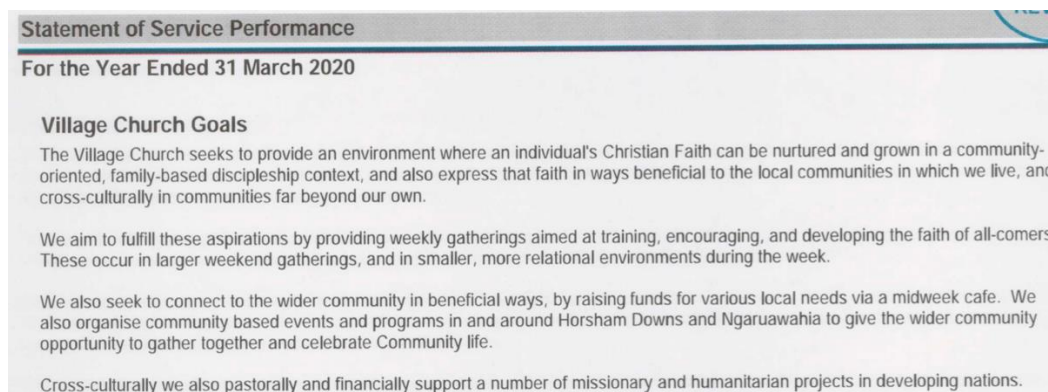 Statement of Service Performance
For the Year Ended 31 March 2020
Village Church Goals
The Village Church seeks to provide an environment where an individual's Christian Faith can be nurtured and grown in a community-
oriented, family-based discipleship context, and also express that faith in ways beneficial to the local communities in which we live, and
cross-culturally in communities far beyond our own.
We aim to fulfill these aspirations by providing weekly gatherings aimed at training, encouraging, and developing the faith of all-comers
These occur in larger weekend gatherings, and in smaller, more relational environments during the week.
We also seek to connect to the wider community in beneficial ways, by raising funds for various local needs via a midweek cafe. We
also organise community based events and programs in and around Horsham Downs and Ngaruawahia to give the wider community
opportunity to gather together and celebrate Community life.
Cross-culturally we also pastorally and financially support a number of missionary and humanitarian projects in developing nations.